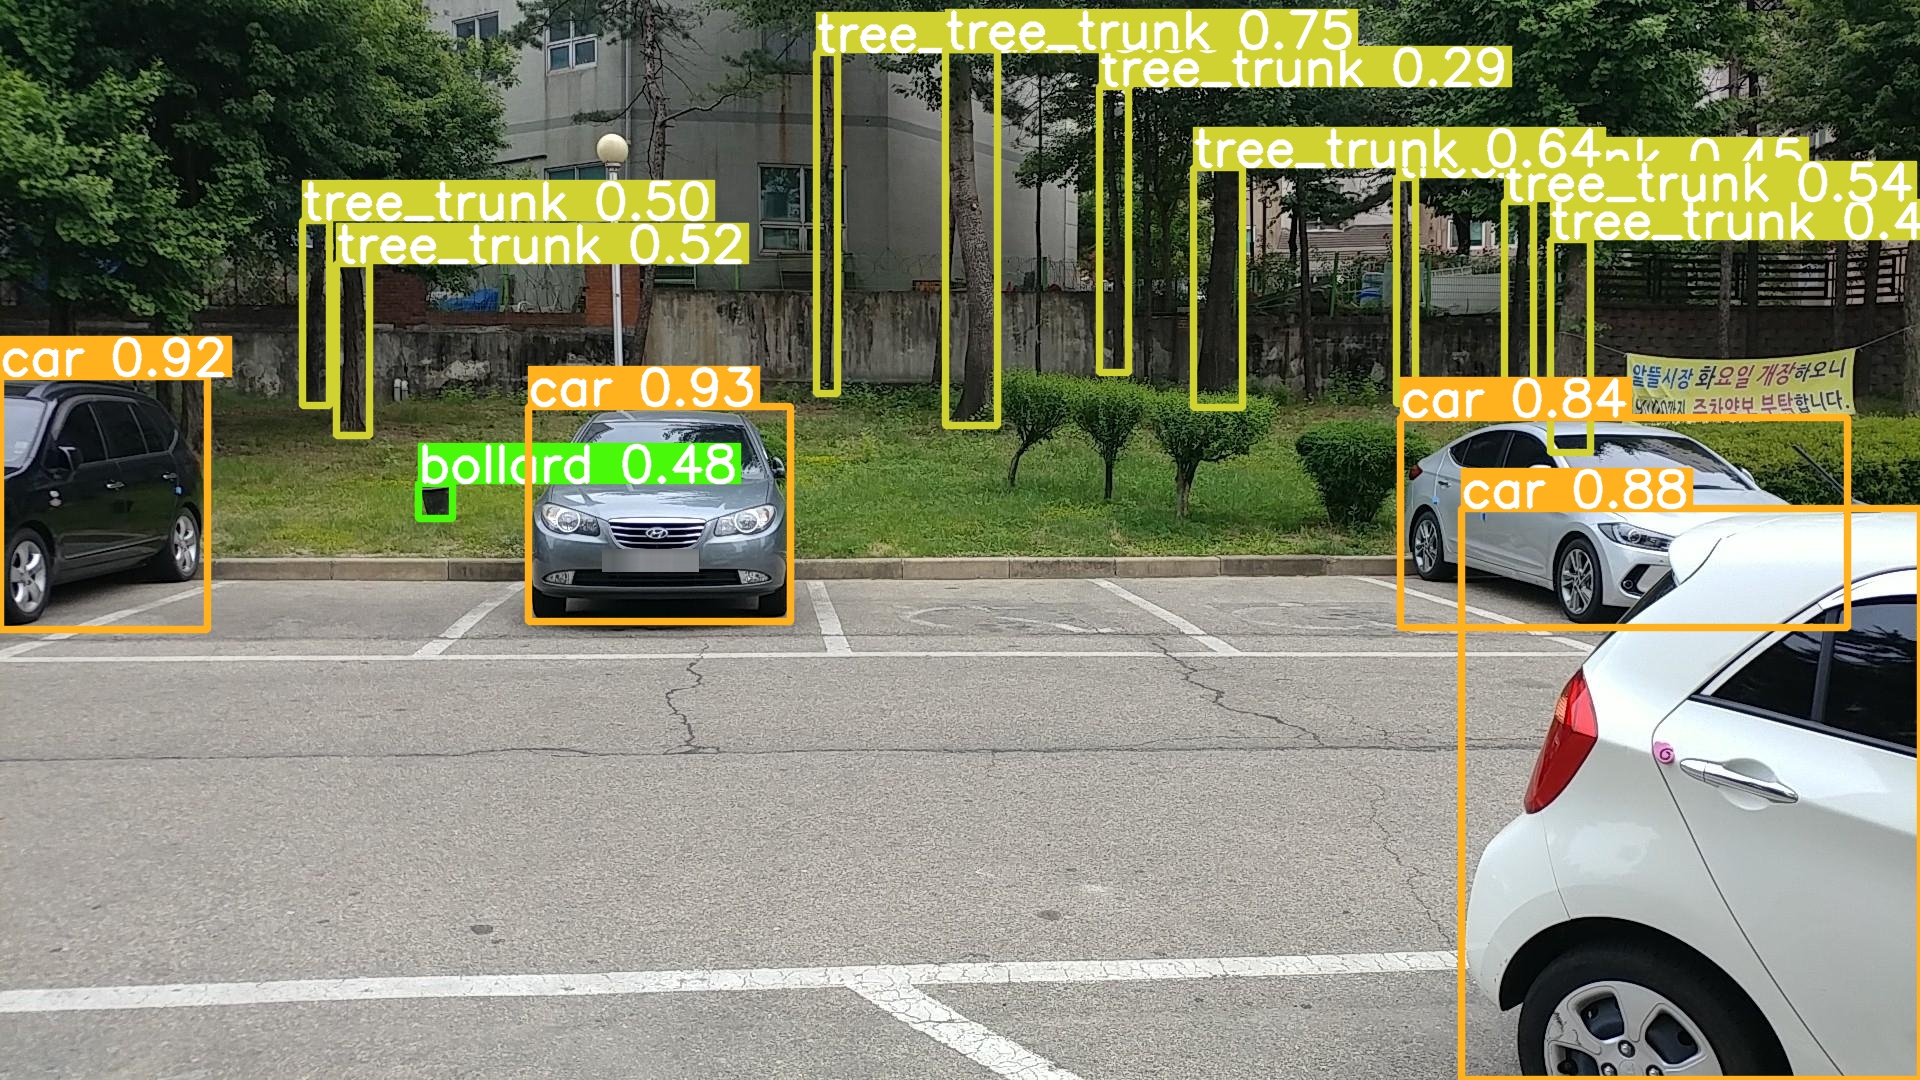 tree_
tree_trunk 0.75
tree_trunk 0.29
tree_trunk 0.64
0.45
tree_trunk 0.54
tree_trunk 0.50
tree_trunk 0.4
tree_trunk 0.52
car 0.92
car 0.93
알뜰시장 화요일 개장하오니
주차양보 부탁합니다.
car 0.84
bollard 0.48
car 0.88